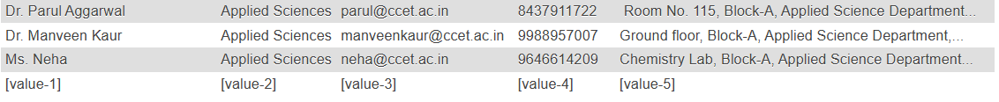 Dr. Parul Aggarwal Applied Sciences parul@ccet.ac.in 8437911722 Room No. 115, Block-A, Applied Science Department...
Dr. Manveen Kaur Applied Sciences manveenkaur@ccet.ac.in 9988957007 Ground floor, Block-A, Applied Science Department,...
Ms. Neha Applied Sciences neha@ccet.ac.in 9646614209 Chemistry Lab, Block-A, Applied Science Department...
[value-1] [value-2] [value-3] [value-4] [value-5]